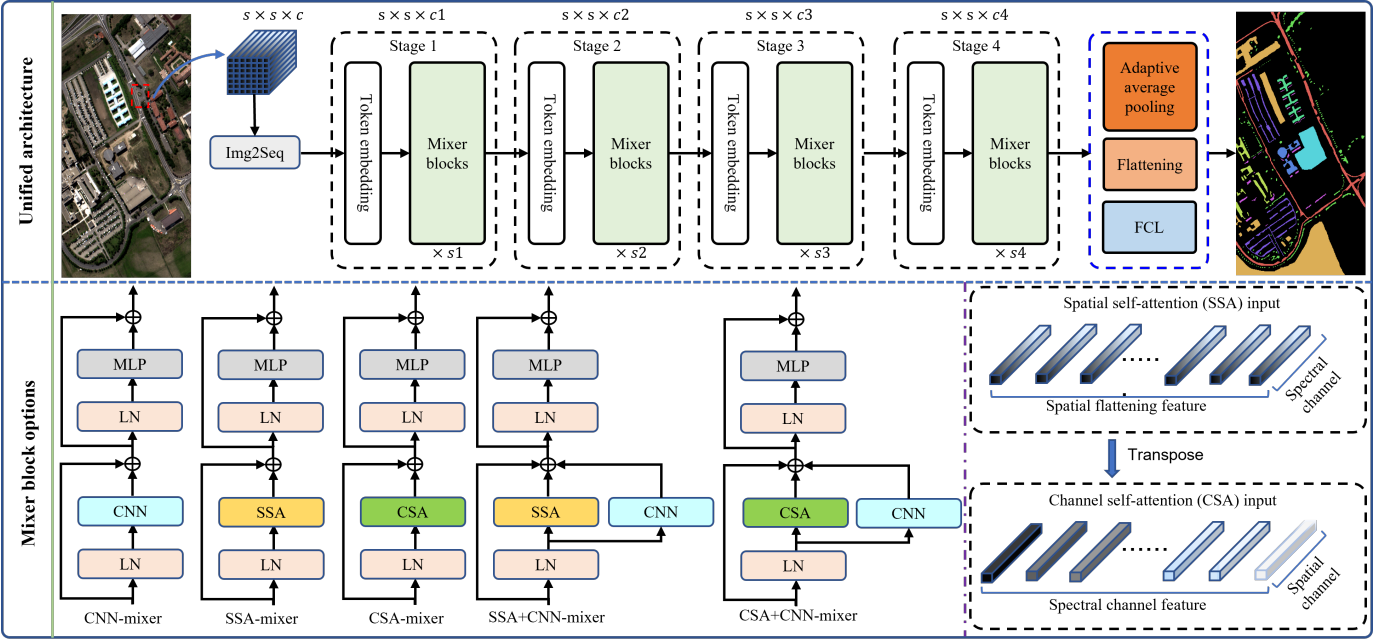 Unified architecture
s × s × c
s × s × c1
s × s × c2
s × s × c3
s × s × c4
Img2Seq
Stage 1
Token embedding
Mixer
blocks
× s1
Stage 2
Token embedding
Mixer
blocks
× s2
Stage 3
Token embedding
Mixer
blocks
× s3
Stage 4
Token embedding
Mixer
blocks
× s4
Adaptive
average
pooling
Flattening
FCL
Mixer block options
MLP
LN
CNN
LN
CNN-mixer
MLP
LN
SSA
LN
SSA-mixer
MLP
LN
CSA
LN
CSA-mixer
MLP
LN
SSA
CNN
LN
SSA+CNN-mixer
MLP
LN
CSA
CNN
LN
CSA+CNN-mixer
Spatial self-attention (SSA) input
......
Spatial flattening feature
Spectral
channel
Transpose
Channel self-attention (CSA) input
......
Spectral channel feature
Spatial
channel